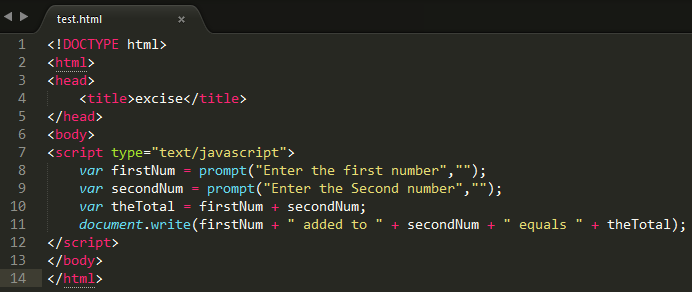 test.html ×
1 <!DOCTYPE html>
2 <html>
3 <head>
4     <title>excise</title>
5 </head>
6 <body>
7 <script type="text/javascript">
8     var firstNum = prompt("Enter the first number","");
9     var secondNum = prompt("Enter the Second number","");
10     var theTotal = firstNum + secondNum;
11     document.write(firstNum + " added to " + secondNum + " equals " + theTotal);
12 </script>
13 </body>
14 </html>